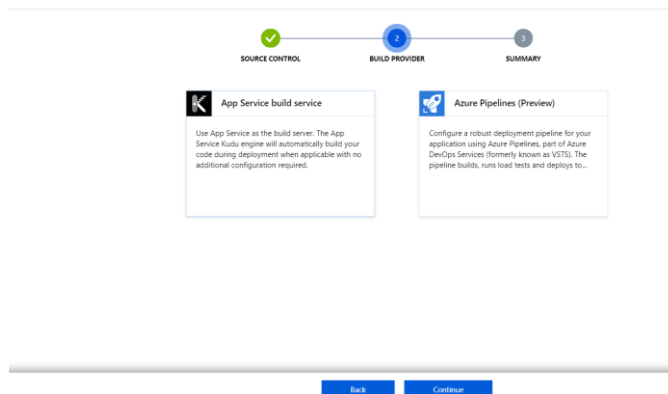 2
3
SOURCE CONTROL
BUILD PROVIDER
SUMMARY
App Service build service
Use App Service as the build server. The App
Service Kudu engine will automatically build your
code during deployment when applicable with no
additional configuration required.
Azure Pipelines (Preview)
Configure a robust deployment pipeline for your
application using Azure Pipelines, part of Azure
DevOps Services (formerly known as VSTS). The
pipeline builds, runs load tests and deploys to...
Back
Continue